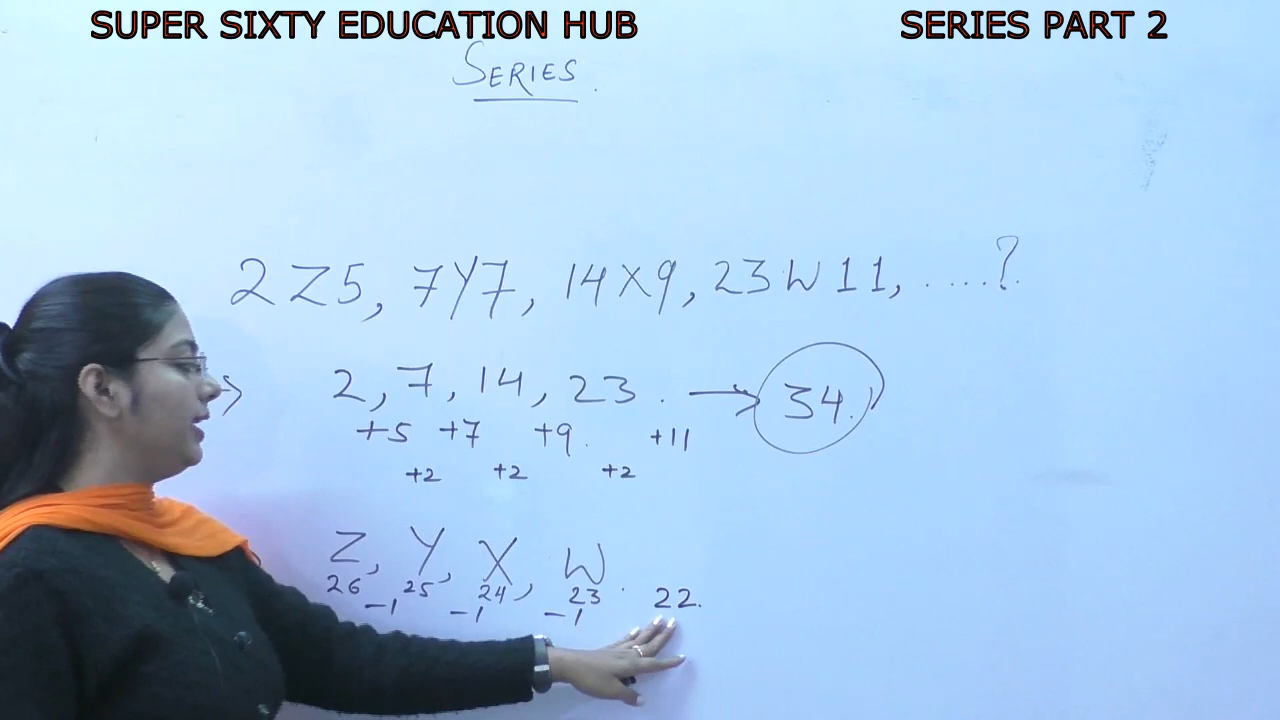 SUPER SIXTY EDUCATION HUB SERIES PART 2
SERIES.
2Z5, 7Y7, 14X9, 23W11, .....?
→ 2, 7, 14, 23. → 34.
+5 +7 +9. +11
+2 +2 +2
Z, Y, X, W.
26 25 24 23 22.
-1 -1 -1